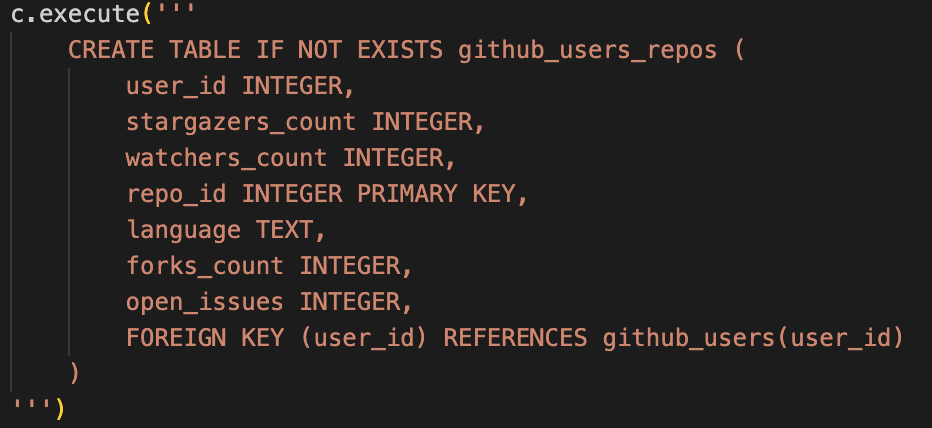 c.execute('''
    CREATE TABLE IF NOT EXISTS github_users_repos (
        user_id INTEGER,
        stargazers_count INTEGER,
        watchers_count INTEGER,
        repo_id INTEGER PRIMARY KEY,
        language TEXT,
        forks_count INTEGER,
        open_issues INTEGER,
        FOREIGN KEY (user_id) REFERENCES github_users(user_id)
    )
''')